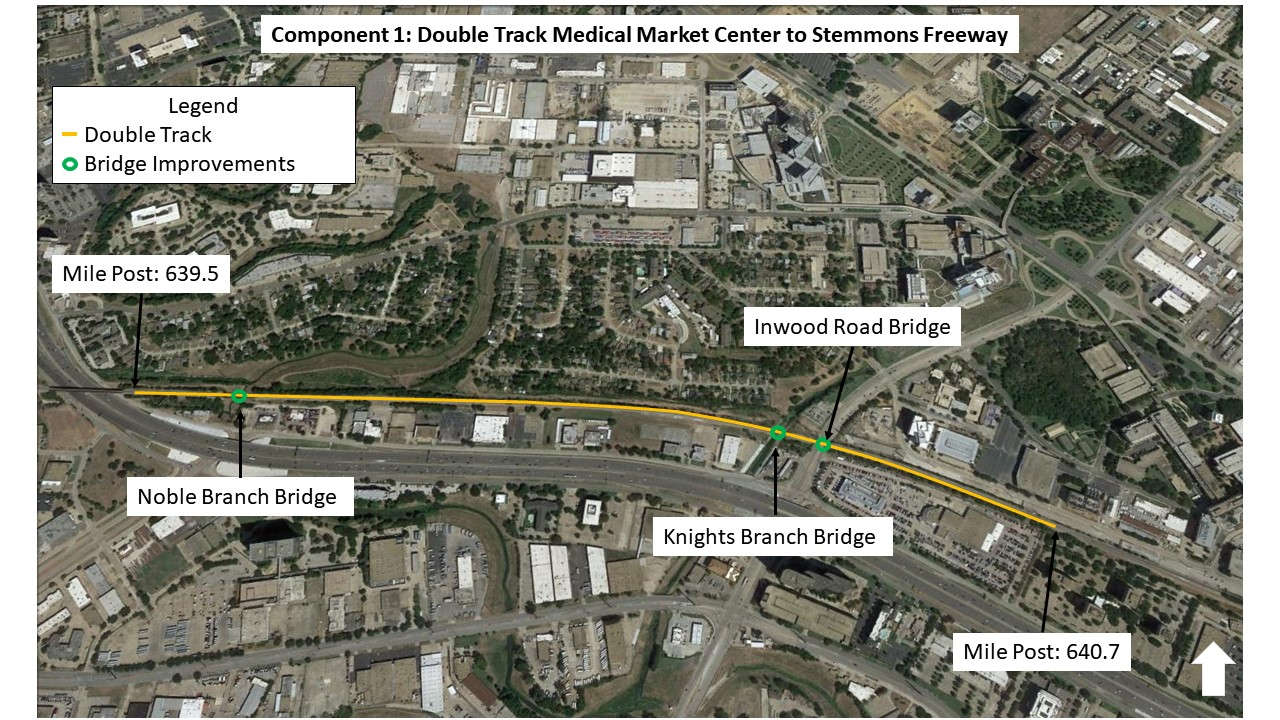 Component 1: Double Track Medical Market Center to Stemmons Freeway
Legend
Double Track
Bridge Improvements
Mile Post: 639.5
Inwood Road Bridge
Noble Branch Bridge
Knights Branch Bridge
Mile Post: 640.7